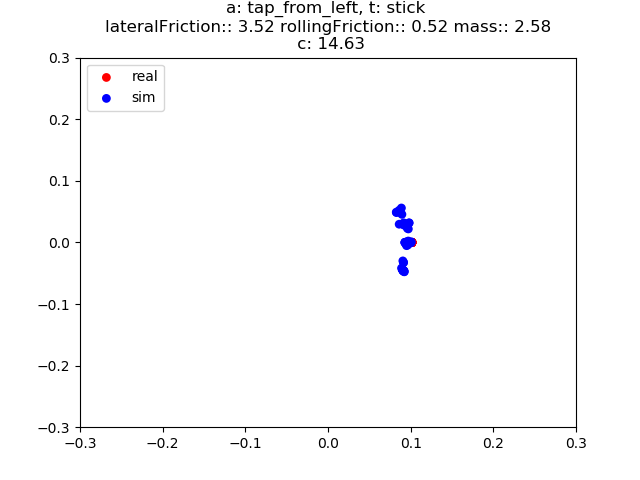 a: tap_from_left, t: stick
lateralFriction:: 3.52 rollingFriction:: 0.52 mass:: 2.58
c: 14.63
real
sim
0.3
0.2
0.1
0.0
−0.1
−0.2
−0.3
−0.3
−0.2
−0.1
0.0
0.1
0.2
0.3